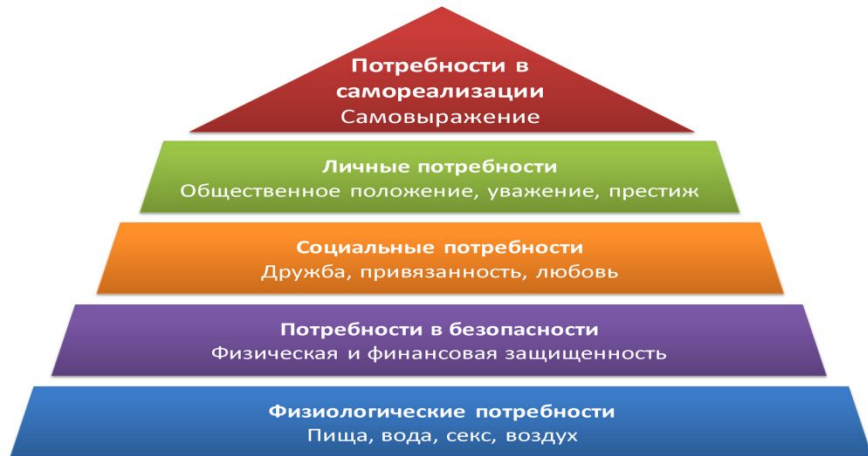 Потребности в
самореализации
Самовыражение
Личные потребности
Общественное положение, уважение, престиж
Социальные потребности
Дружба, привязанность, любовь
Потребности в безопасности
Физическая и финансовая защищенность
Физиологические потребности
Пища, вода, секс, воздух